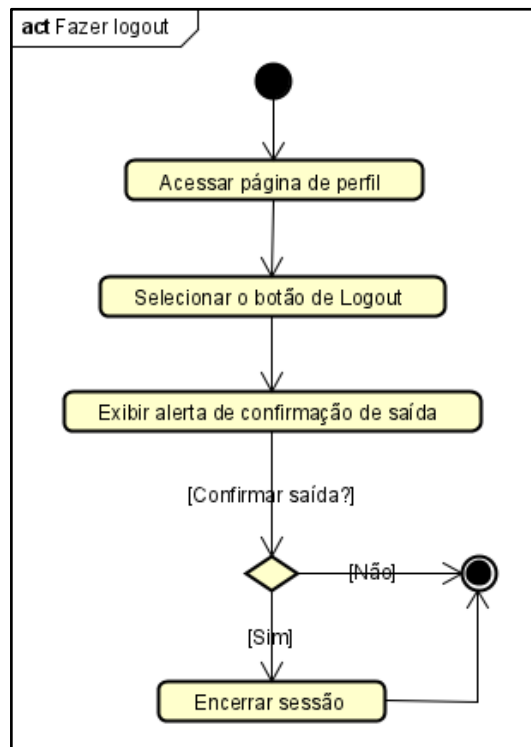 act Fazer logout
Acessar página de perfil
Selecionar o botão de Logout
Exibir alerta de confirmação de saída
[Confirmar saída?]
[Não]
[Sim]
Encerrar sessão